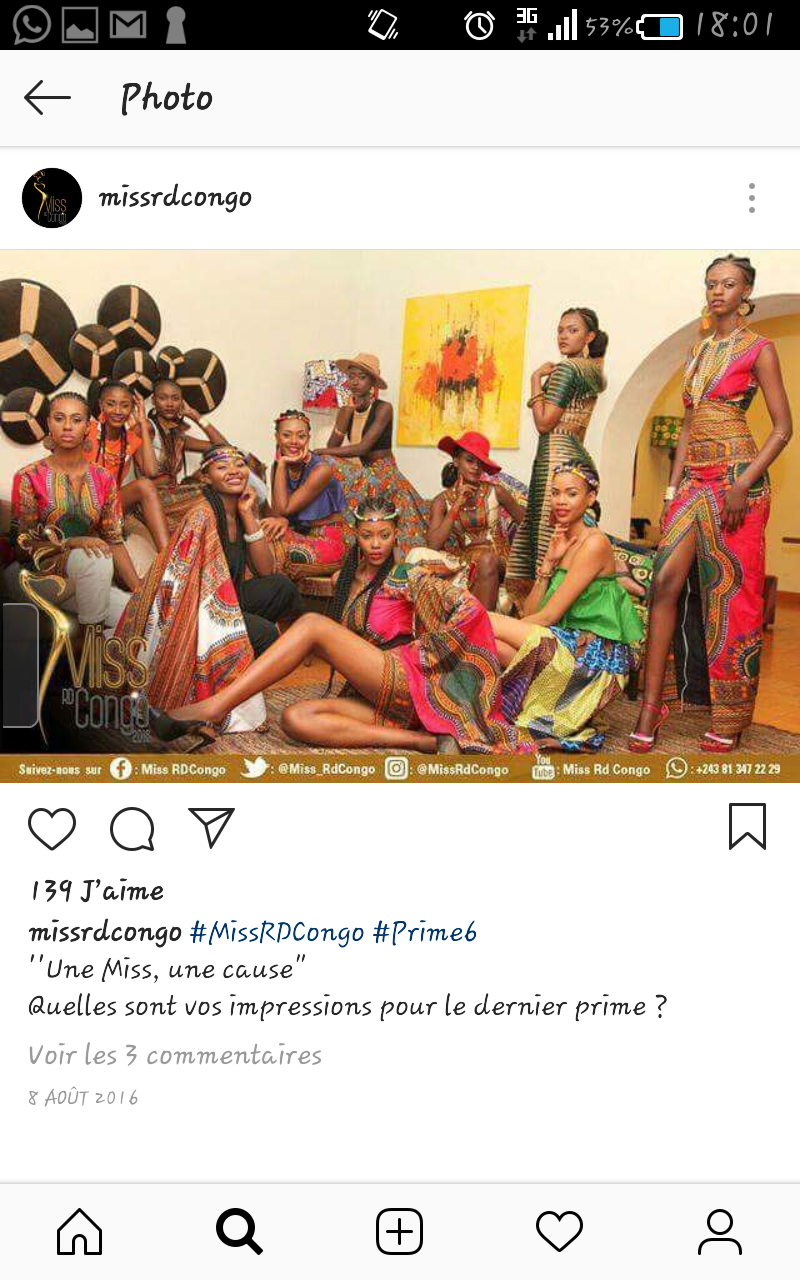 3G 53% 18:01
Photo
Miss
Congo
missrdcongo
Miss
RD
Congo
2016
Suivez-nous sur : Miss RDCongo : @Miss_RdCongo : @MissRdCongo You Tube : Miss Rd Congo : +243 81 347 22 29
139 J'aime
missrdcongo #MissRDCongo #Prime6
''Une Miss, une cause"
Quelles sont vos impressions pour le dernier prime ?
Voir les 3 commentaires
8 AOÛT 2016